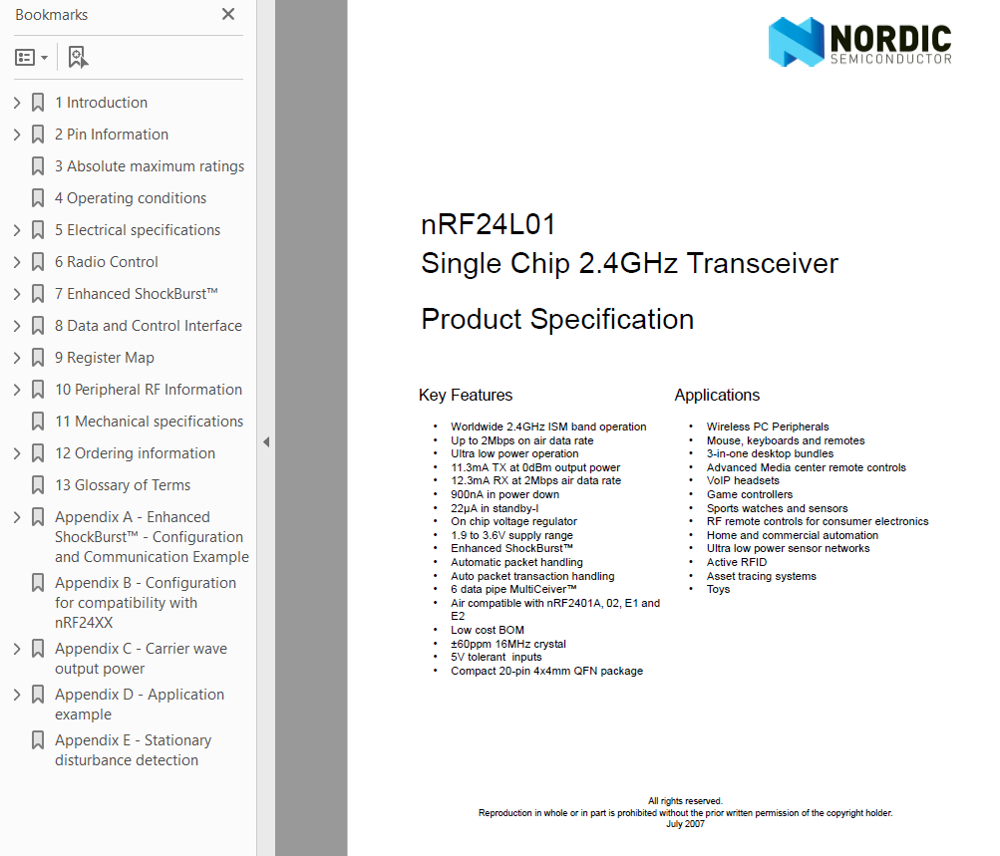 Bookmarks
1 Introduction
2 Pin Information
3 Absolute maximum ratings
4 Operating conditions
5 Electrical specifications
6 Radio Control
7 Enhanced ShockBurst™
8 Data and Control Interface
9 Register Map
10 Peripheral RF Information
11 Mechanical specifications
12 Ordering information
13 Glossary of Terms
Appendix A - Enhanced
ShockBurst™ - Configuration
and Communication Example
Appendix B - Configuration
for compatibility with
nRF24XX
Appendix C - Carrier wave
output power
Appendix D - Application
example
Appendix E - Stationary
disturbance detection
NORDIC
SEMICONDUCTOR
nRF24L01
Single Chip 2.4GHz Transceiver
Product Specification
Key Features
• Worldwide 2.4GHz ISM band operation
• Up to 2Mbps on air data rate
• Ultra low power operation
• 11.3mA TX at 0dBm output power
• 12.3mA RX at 2Mbps air data rate
• 900nA in power down
• 22µA in standby-I
• On chip voltage regulator
• 1.9 to 3.6V supply range
• Enhanced ShockBurst™
• Automatic packet handling
• Auto packet transaction handling
• 6 data pipe MultiCeiver™
• Air compatible with nRF2401A, 02, E1 and
E2
• Low cost BOM
• ±60ppm 16MHz crystal
• 5V tolerant inputs
• Compact 20-pin 4x4mm QFN package
Applications
• Wireless PC Peripherals
• Mouse, keyboards and remotes
• 3-in-one desktop bundles
• Advanced Media center remote controls
• VoIP headsets
• Game controllers
• Sports watches and sensors
• RF remote controls for consumer electronics
• Home and commercial automation
• Ultra low power sensor networks
• Active RFID
• Asset tracing systems
• Toys
All rights reserved.
Reproduction in whole or in part is prohibited without the prior written permission of the copyright holder.
July 2007